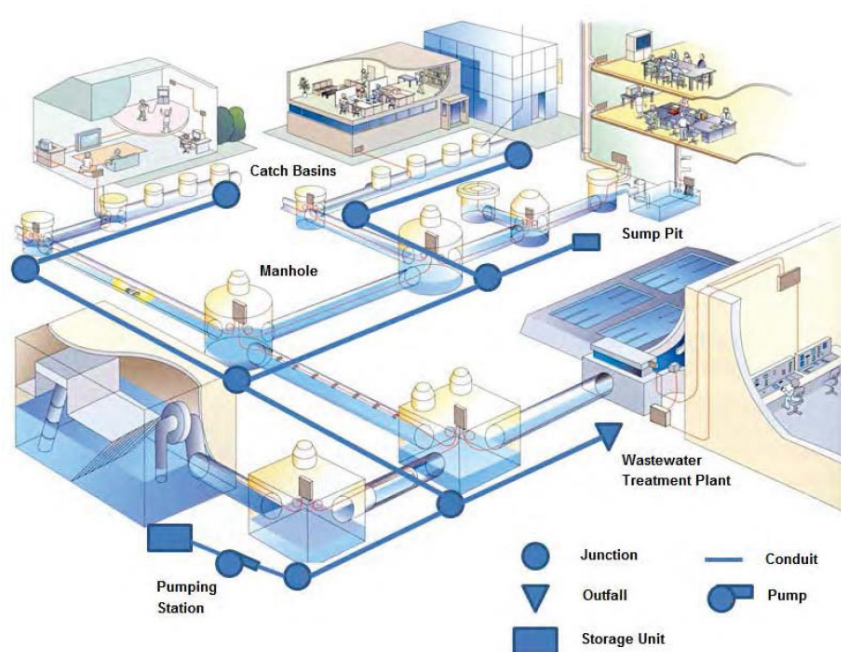 Catch Basins
Sump Pit
Manhole
Wastewater
Treatment Plant
Pumping
Station
Junction
Conduit
Outfall
Pump
Storage Unit